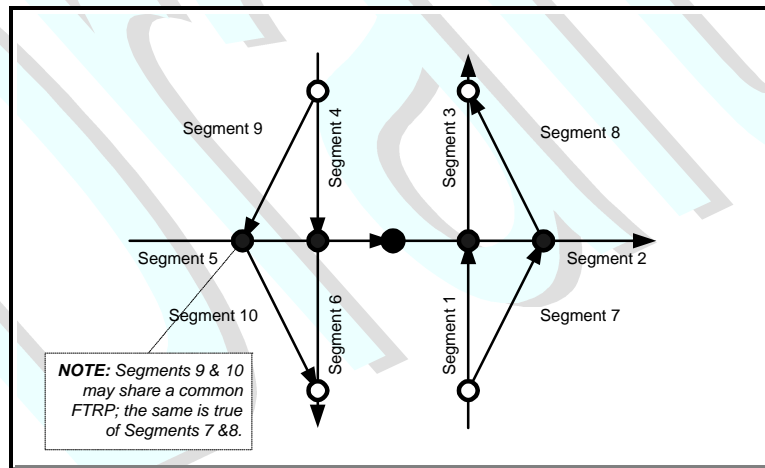 Segment 9
Segment 4
Segment 3
Segment 8
Segment 5
Segment 2
Segment 10
Segment 6
Segment 1
Segment 7
NOTE: Segments 9 & 10
may share a common
FTRP; the same is true
of Segments 7 &8.